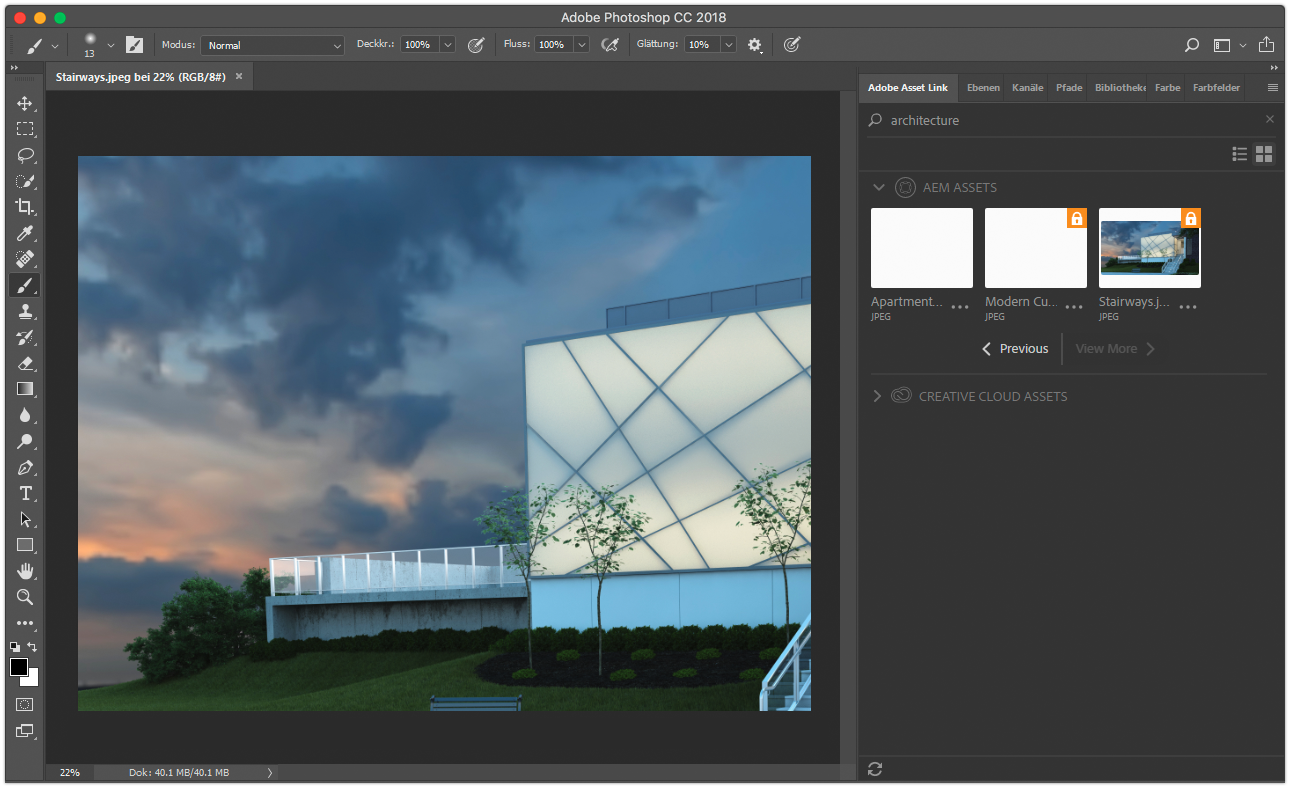 Adobe Photoshop CC 2018
13
Modus: Normal
Deckkr.: 100%
Fluss: 100%
Glättung: 10%
Stairways.jpeg bei 22% (RGB/8#) ×
Adobe Asset Link
Ebenen
Kanäle
Pfade
Bibliotheke
Farbe
Farbfelder
architecture
AEM ASSETS
Apartment...
JPEG
Modern Cu...
JPEG
Stairways.j...
JPEG
Previous
View More
CREATIVE CLOUD ASSETS
22%
Dok: 40.1 MB/40.1 MB